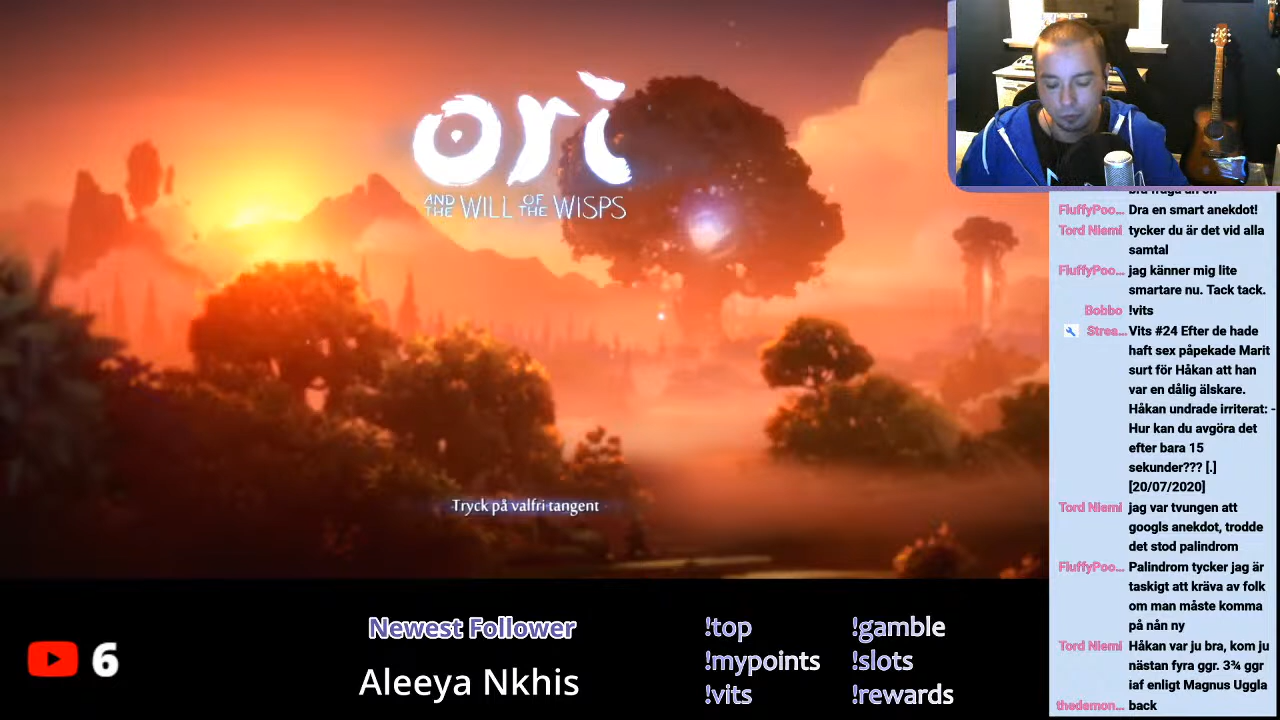 ori
AND THE WILL OF THE WISPS
Tryck på valfri tangent
FluffyPoo... Dra en smart anekdot!
Tord Niemi tycker du är det vid alla
samtal
FluffyPoo... jag känner mig lite
smartare nu. Tack tack.
Bobbo !vits
Strea... Vits #24 Efter de hade
haft sex påpekade Marit
surt för Håkan att han
var en dålig älskare.
Håkan undrade irriterat: -
Hur kan du avgöra det
efter bara 15
sekunder??? [.]
[20/07/2020]
Tord Niemi jag var tvungen att
googls anekdot, trodde
det stod palindrom
FluffyPoo... Palindrom tycker jag är
taskigt att kräva av folk
om man måste komma
på nån ny
Tord Niemi Håkan var ju bra, kom ju
nästan fyra ggr. 3¾ ggr
iaf enligt Magnus Uggla
thedemon... back
6
Newest Follower
Aleeya Nkhis
!top !gamble
!mypoints !slots
!vits !rewards